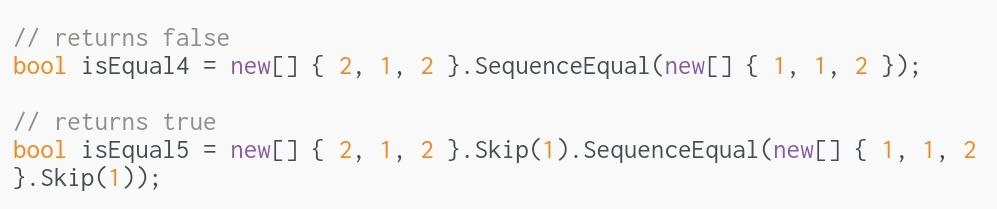 // returns false
bool isEqual4 = new[] { 2, 1, 2 }.SequenceEqual(new[] { 1, 1, 2 });
// returns true
bool isEqual5 = new[] { 2, 1, 2 }.Skip(1).SequenceEqual(new[] { 1, 1, 2
}.Skip(1));